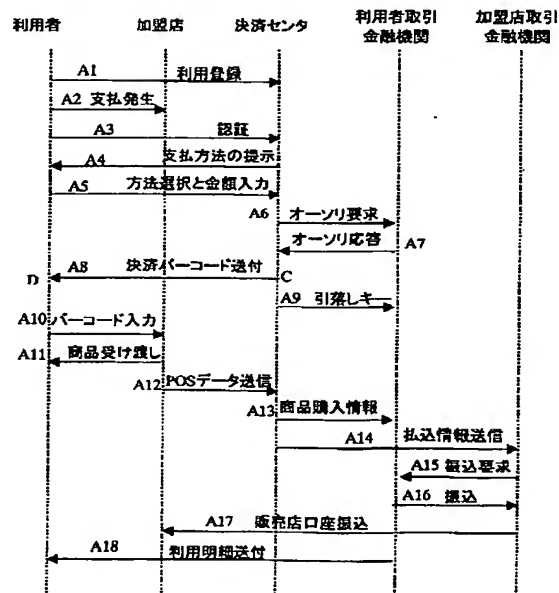 利用者
加盟店
決済センタ
利用者取引
金融機関
加盟店取引
金融機関
A1 利用登録
A2 支払発生
A3 認証
A4 支払方法の提示
A5 方法選択と金額入力
A6 オーソリ要求
オーソリ応答 A7
D A8 決済バーコード送付 C
A9 引落しキー
A10 バーコード入力
A11 商品受け渡し
A12 POSデータ送信
A13 商品購入情報
A14 払込情報送信
A15 振込要求
A16 振込
A17 販売店口座振込
A18 利用明細送付